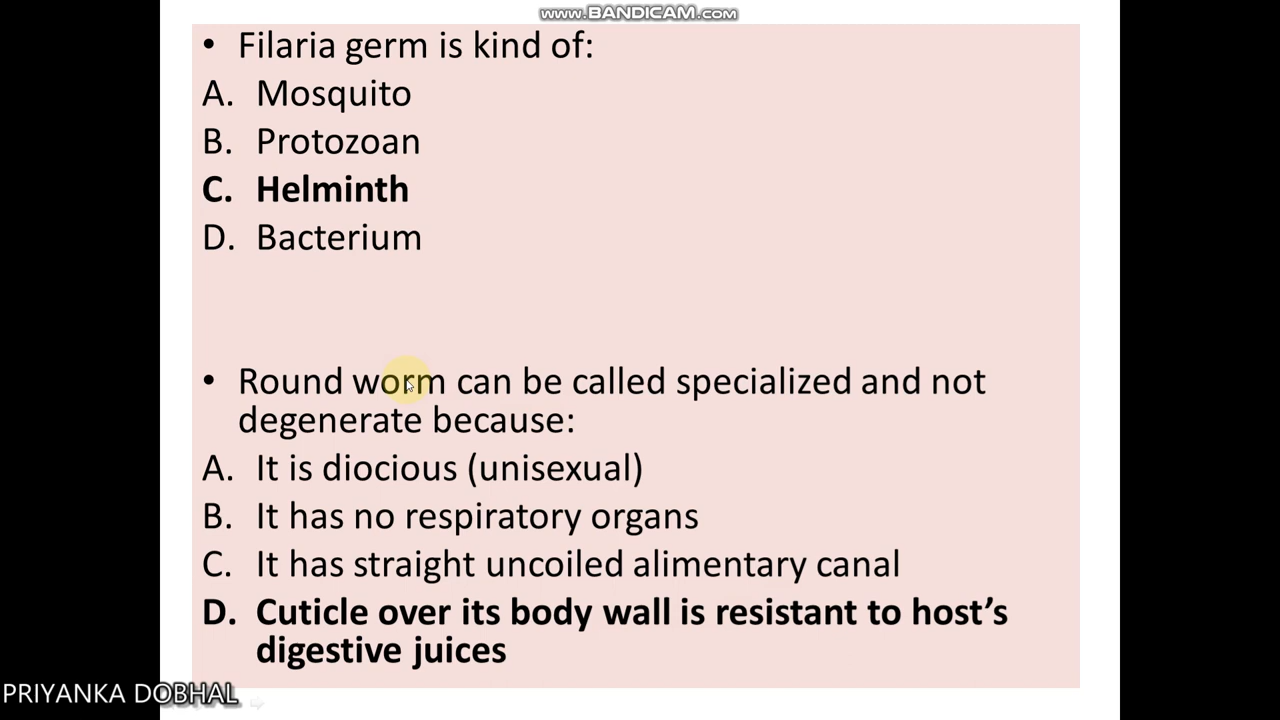 www.BANDICAM.com
• Filaria germ is kind of:
A. Mosquito
B. Protozoan
C. Helminth
D. Bacterium
• Round worm can be called specialized and not
degenerate because:
A. It is diocious (unisexual)
B. It has no respiratory organs
C. It has straight uncoiled alimentary canal
D. Cuticle over its body wall is resistant to host’s
digestive juices
PRIYANKA DOBHAL